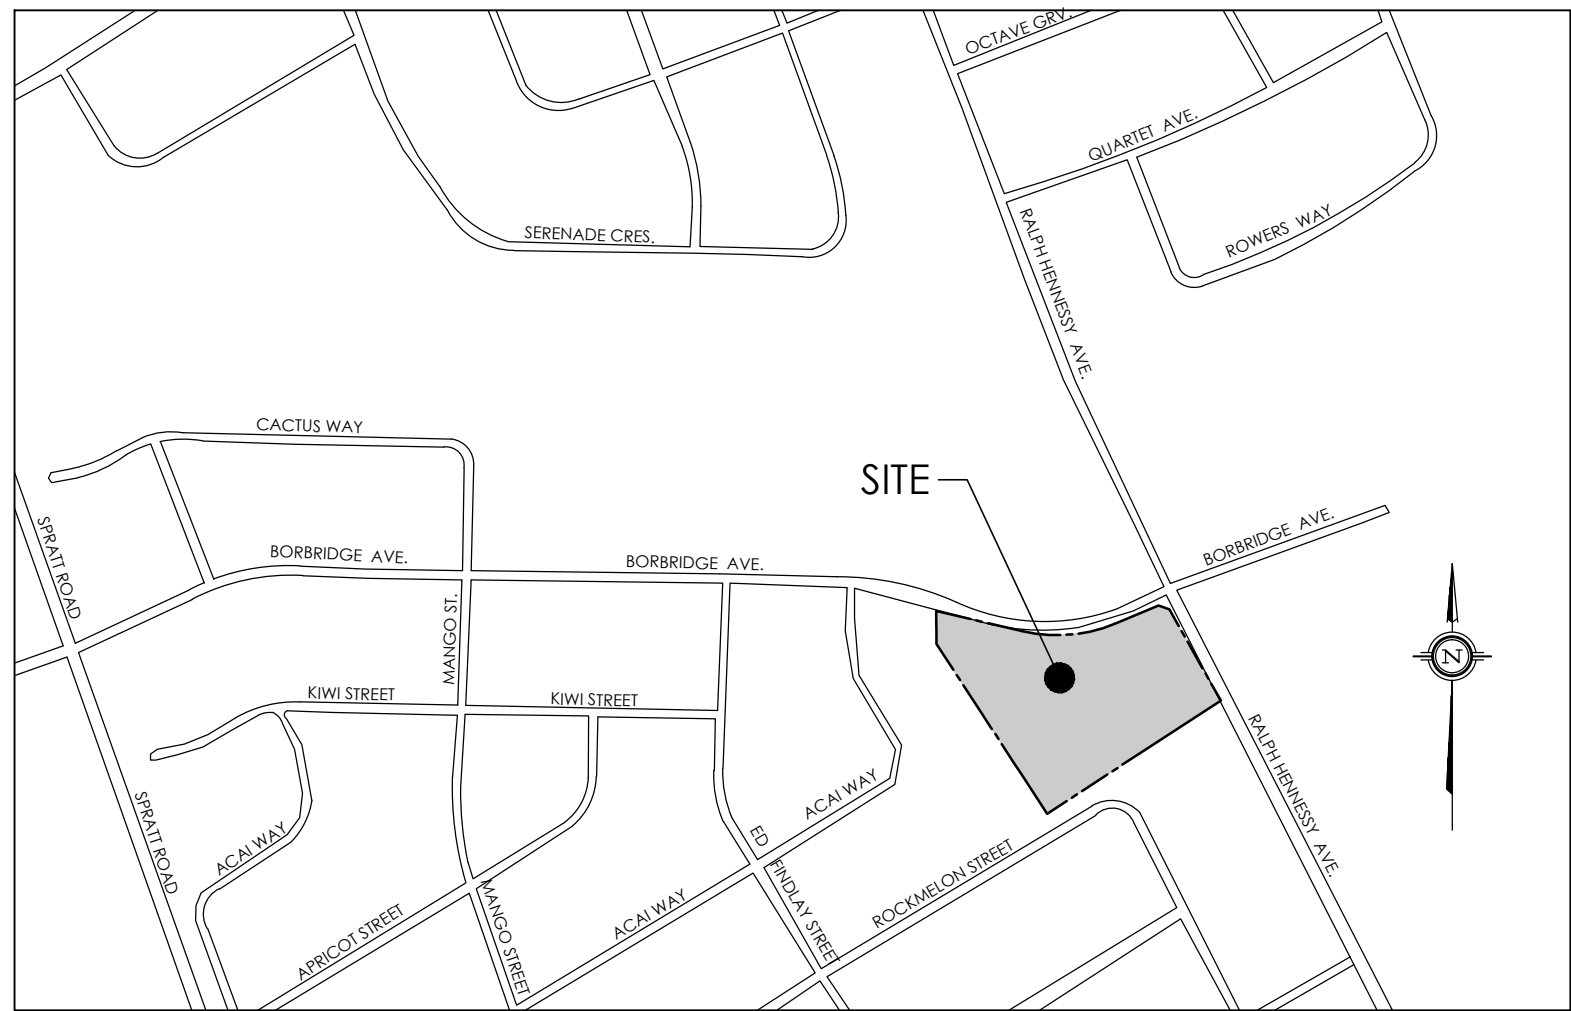 OCTAVE GRV.
QUARTET AVE.
ROWERS WAY
SERENADE CRES.
RALPH HENNESSY AVE.
CACTUS WAY
SITE
SPRATT ROAD
BORBRIDGE AVE.
BORBRIDGE AVE.
BORBRIDGE AVE.
MANGO ST.
KIWI STREET
KIWI STREET
N
RALPH HENNESSY AVE.
SPRATT ROAD
ACAI WAY
ACAI WAY
ED FINDLAY STREET
ROCKMELON STREET
APRICOT STREET
MANGO STREET
ACAI WAY